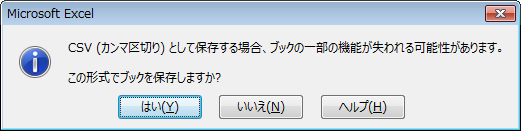 Microsoft Excel
CSV (カンマ区切り) として保存する場合、ブックの一部の機能が失われる可能性があります。
この形式でブックを保存しますか?
はい(Y)
いいえ(N)
ヘルプ(H)